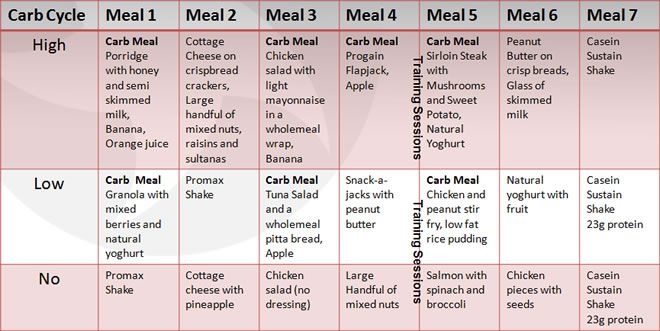 Carb Cycle Meal 1 Meal 2 Meal 3 Meal 4 Meal 5 Meal 6 Meal 7
High
Carb Meal
Porridge
with honey
and semi
skimmed
milk,
Banana,
Orange juice
Cottage
Cheese on
crispbread
crackers,
Large
handful of
mixed nuts,
raisins and
sultanas
Carb Meal
Chicken
salad with
light
mayonnaise
in a
wholemeal
wrap,
Banana
Carb Meal
Progain
Flapjack,
Apple
Training Sessions
Carb Meal
Sirloin Steak
with
Mushrooms
and Sweet
Potato,
Natural
Yoghurt
Peanut
Butter on
crisp breads,
Glass of
skimmed
milk
Casein
Sustain
Shake
Low
Carb Meal
Granola with
mixed
berries and
natural
yoghurt
Promax
Shake
Carb Meal
Tuna Salad
and a
wholemeal
pitta bread,
Apple
Snack-a-
jacks with
peanut
butter
Training Sessions
Carb Meal
Chicken and
peanut stir
fry, low fat
rice pudding
Natural
yoghurt with
fruit
Casein
Sustain
Shake
23g protein
No
Promax
Shake
Cottage
cheese with
pineapple
Chicken
salad (no
dressing)
Large
Handful of
mixed nuts
Salmon with
spinach and
broccoli
Chicken
pieces with
seeds
Casein
Sustain
Shake
23g protein